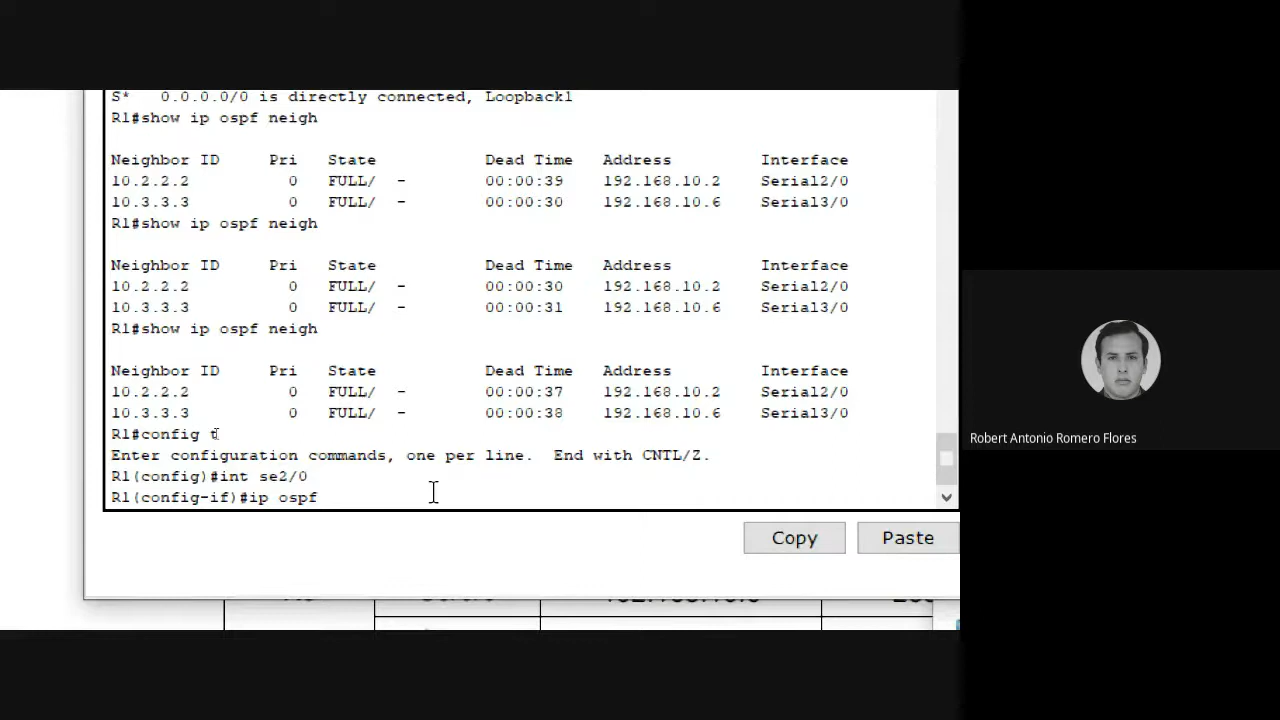 S*   0.0.0.0/0 is directly connected, Loopback1
R1#show ip ospf neigh
Neighbor ID     Pri   State           Dead Time   Address         Interface
10.2.2.2          0   FULL/  -        00:00:39    192.168.10.2    Serial2/0
10.3.3.3          0   FULL/  -        00:00:30    192.168.10.6    Serial3/0
R1#show ip ospf neigh
Neighbor ID     Pri   State           Dead Time   Address         Interface
10.2.2.2          0   FULL/  -        00:00:30    192.168.10.2    Serial2/0
10.3.3.3          0   FULL/  -        00:00:31    192.168.10.6    Serial3/0
R1#show ip ospf neigh
Neighbor ID     Pri   State           Dead Time   Address         Interface
10.2.2.2          0   FULL/  -        00:00:37    192.168.10.2    Serial2/0
10.3.3.3          0   FULL/  -        00:00:38    192.168.10.6    Serial3/0
R1#config t
Enter configuration commands, one per line.  End with CNTL/Z.
R1(config)#int se2/0
R1(config-if)#ip ospf
Copy Paste
Robert Antonio Romero Flores